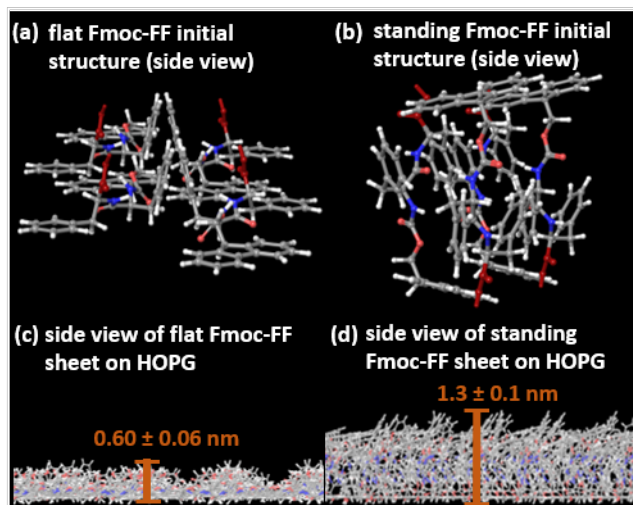 (a) flat Fmoc-FF initial
structure (side view)
(b) standing Fmoc-FF initial
structure (side view)
(c) side view of flat Fmoc-FF
sheet on HOPG
0.60 ± 0.06 nm
(d) side view of standing
Fmoc-FF sheet on HOPG
1.3 ± 0.1 nm